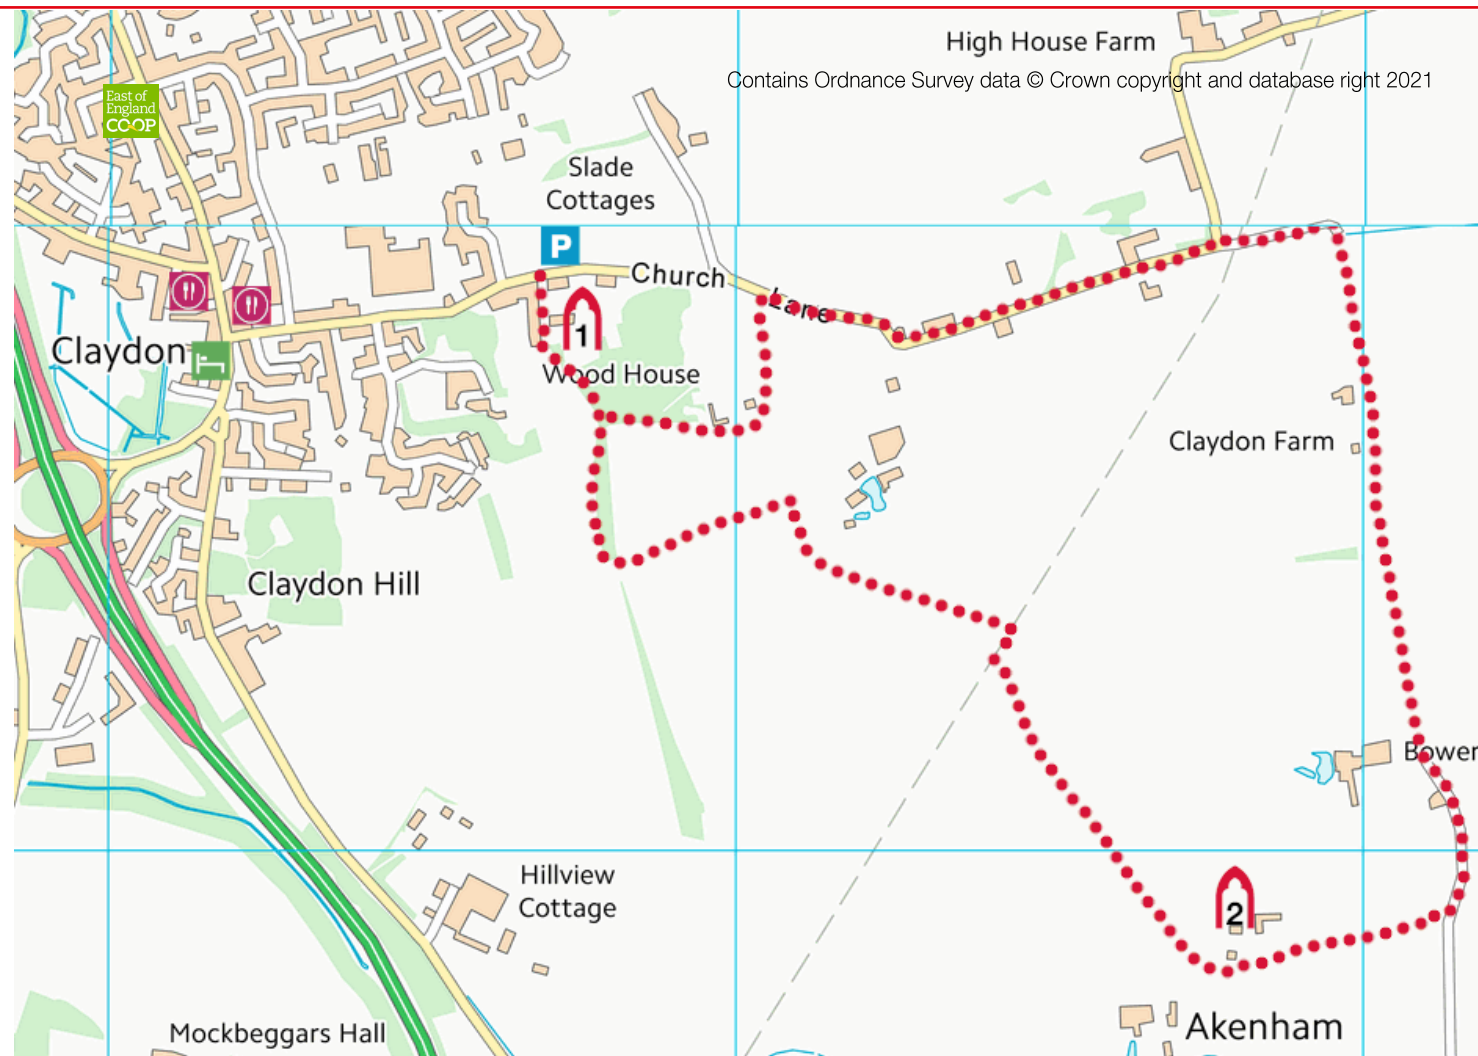 High House Farm
Contains Ordnance Survey data © Crown copyright and database right 2021
East of
England
COOP
Slade
Cottages
P
Church Lane
1
Claydon
Wood House
Claydon Farm
Claydon Hill
Bower
Hillview
Cottage
2
Mockbeggars Hall
Akenham